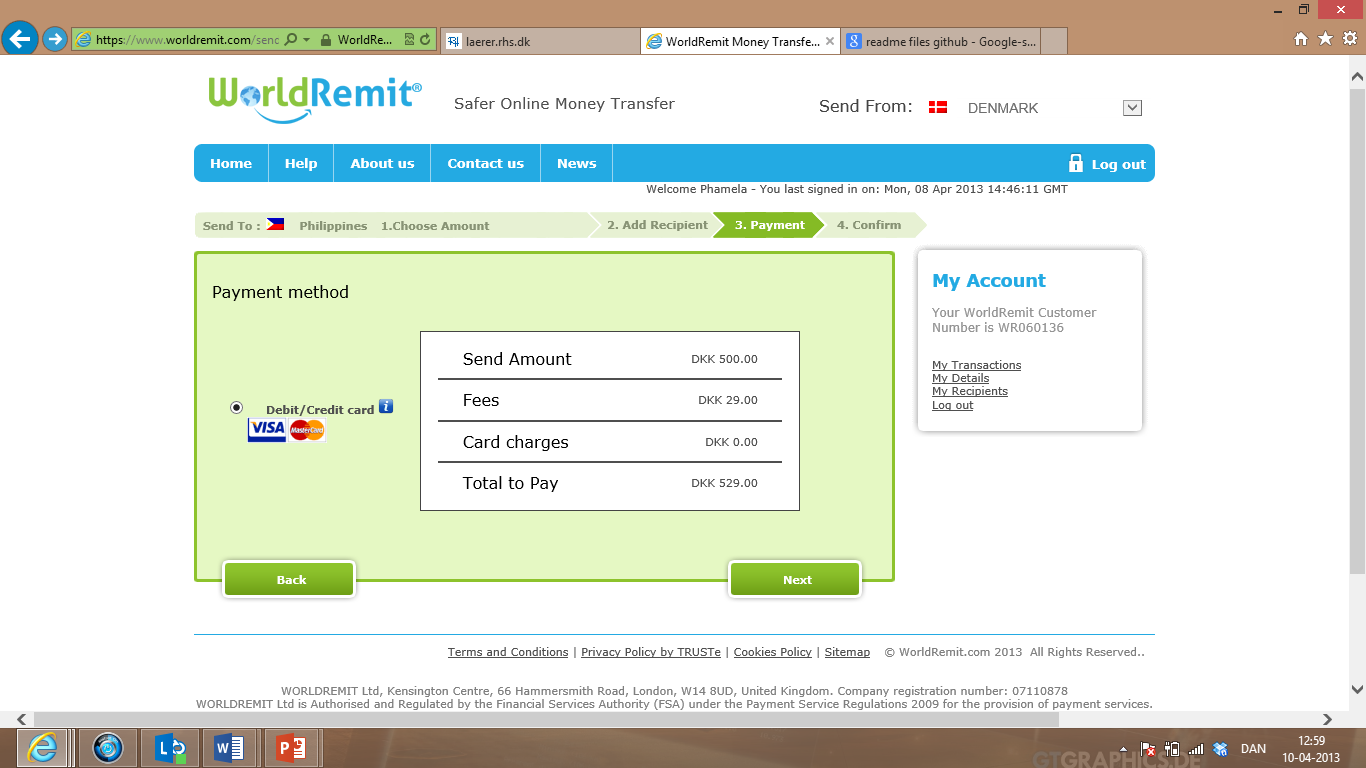 https://www.worldremit.com/senc
WorldRe...
laerer.rhs.dk
WorldRemit Money Transfe...
readme files github - Google-s...
WorldRemit®
Safer Online Money Transfer
Send From:
DENMARK
Home
Help
About us
Contact us
News
Log out
Welcome Phamela - You last signed in on: Mon, 08 Apr 2013 14:46:11 GMT
Send To : Philippines 1.Choose Amount
2. Add Recipient
3. Payment
4. Confirm
Payment method
Debit/Credit card
VISA MasterCard
Send Amount DKK 500.00
Fees DKK 29.00
Card charges DKK 0.00
Total to Pay DKK 529.00
Back
Next
My Account
Your WorldRemit Customer
Number is WR060136
My Transactions
My Details
My Recipients
Log out
Terms and Conditions | Privacy Policy by TRUSTe | Cookies Policy | Sitemap © WorldRemit.com 2013 All Rights Reserved..
WORLDREMIT Ltd, Kensington Centre, 66 Hammersmith Road, London, W14 8UD, United Kingdom. Company registration number: 07110878
WORLDREMIT Ltd is Authorised and Regulated by the Financial Services Authority (FSA) under the Payment Service Regulations 2009 for the provision of payment services.
GTGRAPHICS.DE
DAN
12:59
10-04-2013